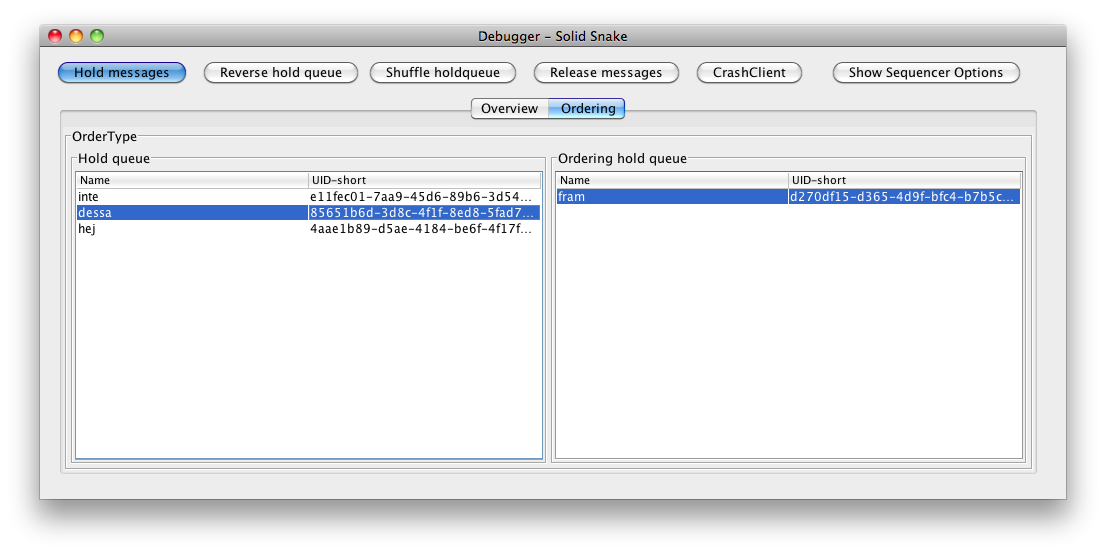 Debugger – Solid Snake
Hold messages Reverse hold queue Shuffle holdqueue Release messages CrashClient Show Sequencer Options
Overview Ordering
OrderType
Hold queue
Name UID-short
inte e11fec01-7aa9-45d6-89b6-3d54...
dessa 85651b6d-3d8c-4f1f-8ed8-5fad7...
hej 4aae1b89-d5ae-4184-be6f-4f17f...
Ordering hold queue
Name UID-short
fram d270df15-d365-4d9f-bfc4-b7b5c...